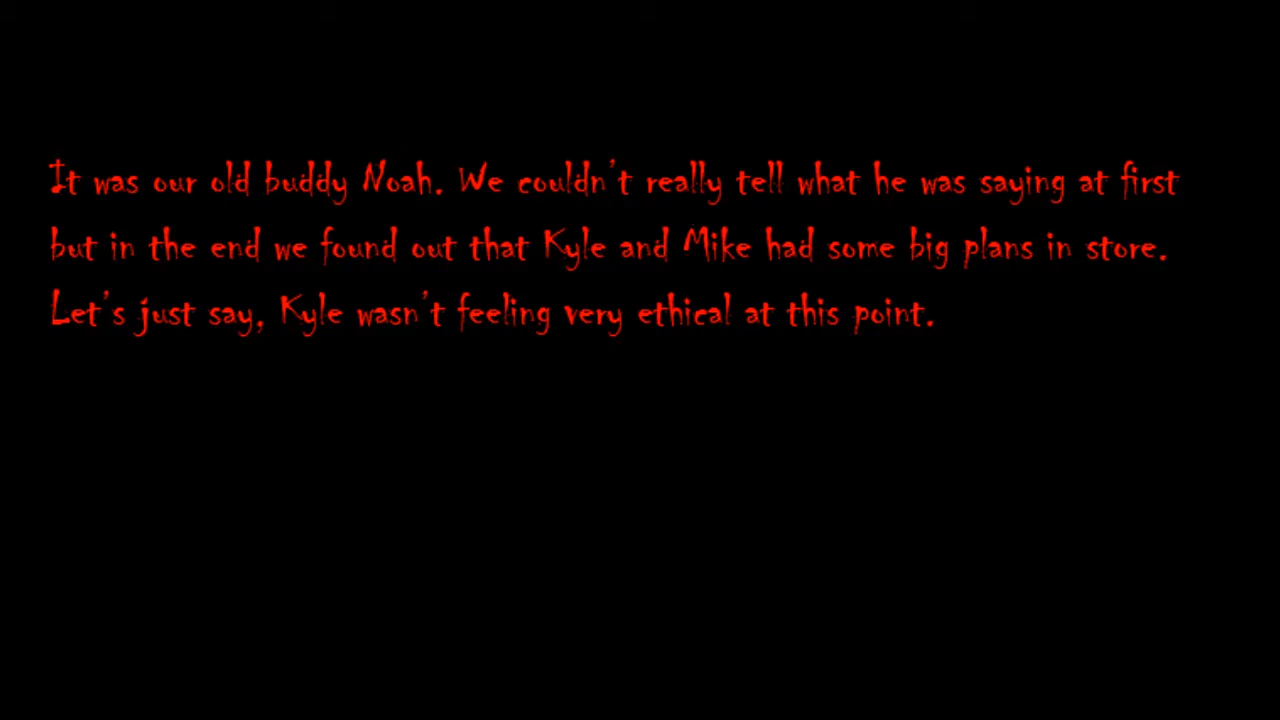 It was our old buddy Noah. We couldn't really tell what he was saying at first
but in the end we found out that Kyle and Mike had some big plans in store.
Let's just say, Kyle wasn't feeling very ethical at this point.